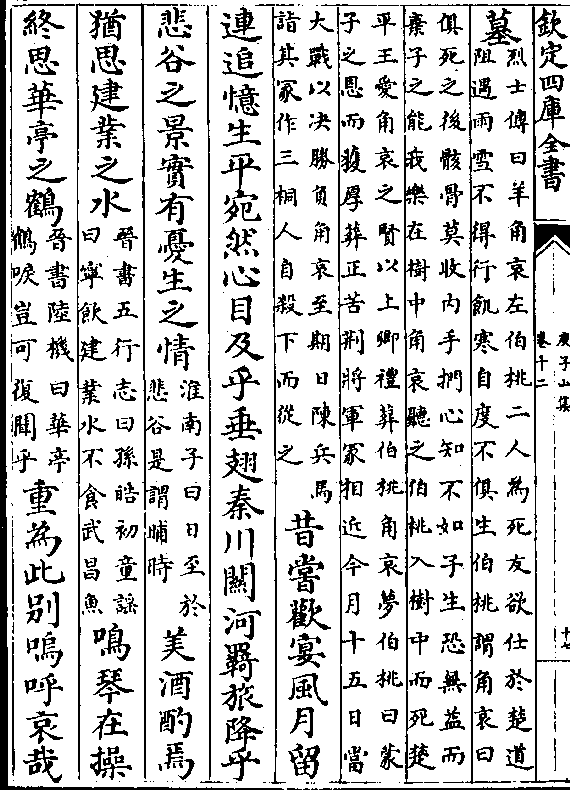 欽定四庫全書
庾子山集
卷十二
十七
墓烈士傳曰羊角哀左伯桃二人為死友欲仕於楚道
阻遇雨雪不得行飢寒自度不俱生伯桃謂角哀曰
俱死之後骸骨莫收內手捫心知不如子生恐無益而
棄子之能我樂在樹中角哀聽之伯桃入樹中而死楚
平王愛角哀之賢以上卿禮葬伯桃角哀夢伯桃曰蒙
子之恩而獲厚葬正苦荆將軍冢相近今月十五日當
大戰以决勝負角哀至期日陳兵馬
詣其冢作三桐人自殺下而從之
昔嘗歡宴風月留
連追憶生平宛然心目及乎垂翅秦川關河羇旅降乎
悲谷之景實有憂生之情淮南子曰日至於
悲谷是謂晡時
美酒酌焉
猶思建業之水晉書五行志曰孫皓初童謡
曰寜飲建業水不食武昌魚
鳴琴在操
終思華亭之鶴晉書陸機曰華亭
鶴唳豈可復聞乎
重為此别嗚呼哀哉